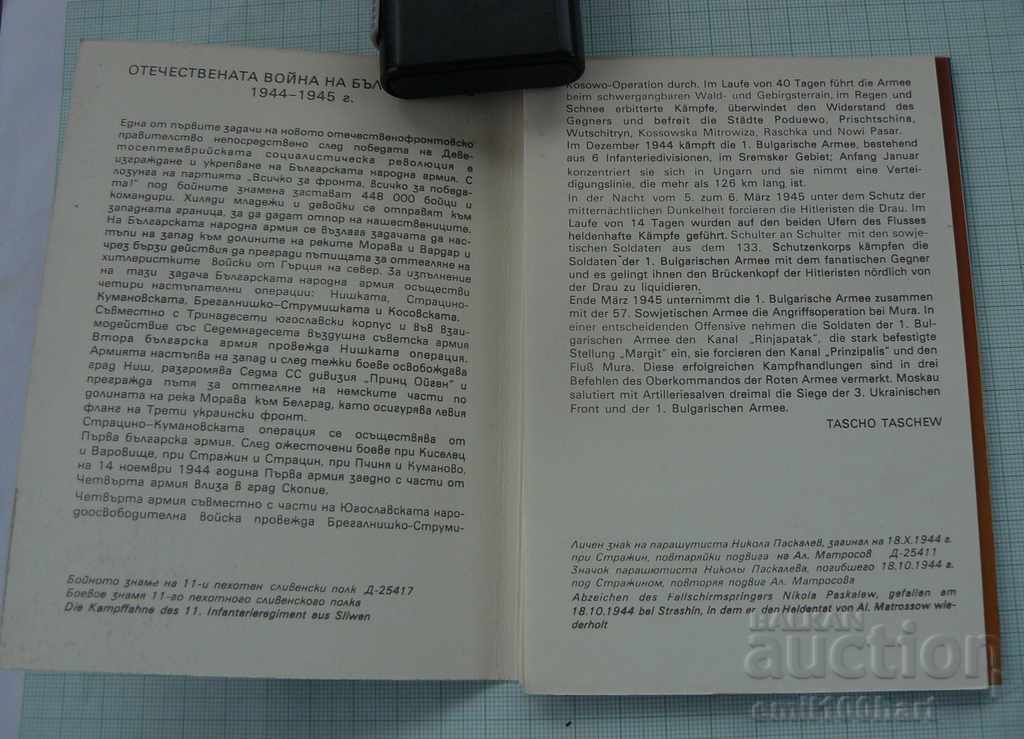 ОТЕЧЕСТВЕНАТА ВОЙНА НА БЪЛ
1944–1945 г.
Една от първите задачи на новото отечественофронтовско
правителство непосредствено след победата на Деве-
тосептемврийската социалистическа революция е
изграждане и укрепване на Българската народна армия. С
лозунга на партията „Всичко за фронта, всичко за победа-
та!" под бойните знамена застават 448 000 бойци и
командири. Хиляди младежи и девойки се отправят към
западната граница, за да дадат отпор на нашествениците.
На Българската народна армия се възлага задачата да нас-
тъпи на запад към долините на реките Морава и Вардар и
чрез бързи действия да прегради пътищата за оттегляне на
хитлеристките войски от Гърция на север. За изпълнение
на тази задача Българската народна армия осъществи
четири настъпателни операции: Нишката, Страцино-
Кумановската, Брегалнишко-Струмишката и Косовската.
Съвместно с Тринадесети югославски корпус и във взаи-
модействие със Седемнадесета въздушна съветска армия
Втора българска армия провежда Нишката операция.
Армията настъпва на запад и след тежки боеве освобождава
град Ниш, разгромява Седма СС дивизия „Принц Ойген" и
прегражда пътя за оттегляне на немските части по
долината на река Морава към Белград, като осигурява левия
фланг на Трети украински фронт.
Страцино-Кумановската операция се осъществява от
Първа българска армия. След ожесточени боеве при Киселец
и Варовище, при Стражин и Страцин, при Пчиня и Куманово,
на 14 ноември 1944 година Първа армия заедно с части от
Четвърта армия влиза в град Скопие.
Четвърта армия съвместно с части на Югославската наро-
доосвободителна войска провежда Брегалнишко-Струми-
Бойното знаме на 11-и пехотен сливенски полк Д-25417
Боевое знамя 11-го пехотного сливенского полка
Die Kampffahne des 11. Infanterieregiment aus Sliwen
Kosowo-Operation durch. Im Laufe von 40 Tagen führt die Armee
beim schwergangbaren Wald- und Gebirgsterrain, im Regen und
Schnee erbitterte Kämpfe, überwindet den Widerstand des
Gegners und befreit die Städte Poduewo, Prischtschina,
Wutschitryn, Kossowska Mitrowiza, Raschka und Nowi Pasar.
Im Dezember 1944 kämpft die 1. Bulgarische Armee, bestehend
aus 6 Infanteriedivisionen, im Sremsker Gebiet; Anfang Januar
konzentriert sie sich in Ungarn und sie nimmt eine Vertei-
digungslinie, die mehr als 126 km lang ist.
In der Nacht vom 5. zum 6. März 1945 unter dem Schutz der
mitternächtlichen Dunkelheit forcieren die Hitleristen die Drau. Im
Laufe von 14 Tagen wurden auf den beiden Ufern des Flusses
heldenhafte Kämpfe geführt. Schulter an Schulter mit den sowje-
tischen Soldaten aus dem 133. Schutzenkorps kämpfen die
Soldaten der 1. Bulgarischen Armee mit dem fanatischen Gegner
und es gelingt ihnen den Brückenkopf der Hitleristen nördlich von
der Drau zu liquidieren.
Ende März 1945 unternimmt die 1. Bulgarische Armee zusammen
mit der 57. Sowjetischen Armee die Angriffsoperation bei Mura. In
einer entscheidenden Offensive nehmen die Soldaten der 1. Bul-
garischen Armee den Kanal „Rinjapatak", die stark befestigte
Stellung „Margit" ein, sie forcieren den Kanal „Prinzipalis" und den
Fluß Mura. Diese erfolgreichen Kampfhandlungen sind in drei
Befehlen des Oberkommandos der Roten Armee vermerkt. Moskau
salutiert mit Artilleriesalven dreimal die Siege der 3. Ukrainischen
Front und der 1. Bulgarischen Armee.
TASCHO TASCHEW
Личен знак на парашутиста Никола Паскалев, загинал на 18.X.1944 г.
при Стражин, повтаряйки подвига на Ал. Матросов Д-25411
Значок парашютиста Николы Паскалева, погибшего 18.10.1944 г.
под Стражином, повторяя подвиг Ал. Матросова
Abzeichen des Fallschirmspringers Nikola Paskalew, gefallen am
18.10.1944 bei Strashin, in dem er den Heldentat von Al. Matrossow wie-
derholt
BALKAN
auction
emil100hari